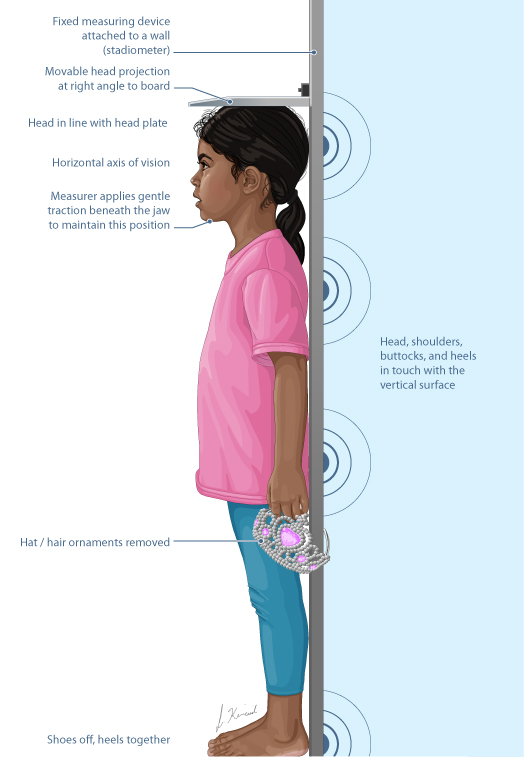 Fixed measuring device
attached to a wall
(stadiometer)
Movable head projection
at right angle to board
Head in line with head plate
Horizontal axis of vision
Measurer applies gentle
traction beneath the jaw
to maintain this position
Head, shoulders,
buttocks, and heels
in touch with the
vertical surface
Hat / hair ornaments removed
Shoes off, heels together